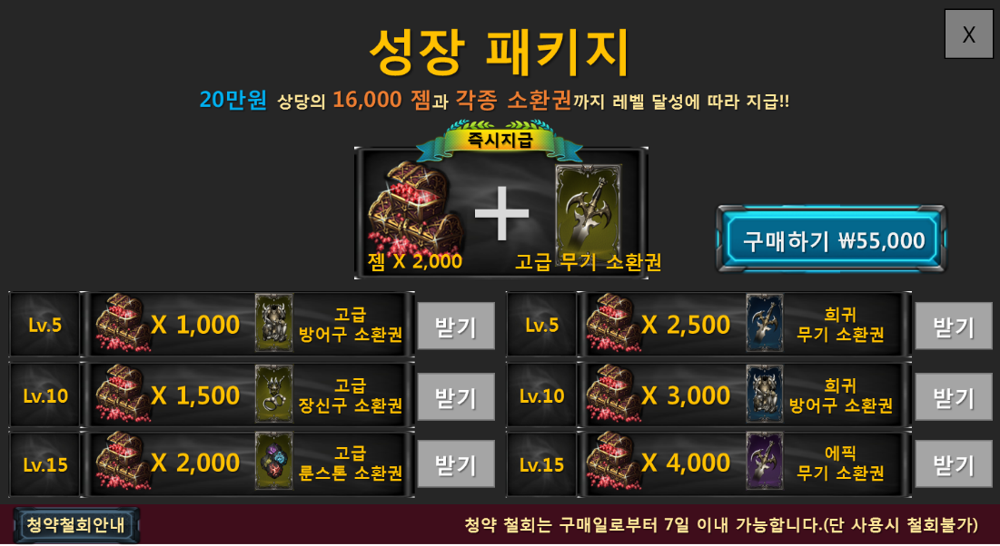 성장 패키지
X
20만원 상당의 16,000 젬과 각종 소환권까지 레벨 달성에 따라 지급!!
즉시지급
젬 X 2,000
고급 무기 소환권
구매하기 ₩55,000
Lv.5
X 1,000
고급
방어구 소환권
받기
Lv.5
X 2,500
희귀
무기 소환권
받기
Lv.10
X 1,500
고급
장신구 소환권
받기
Lv.10
X 3,000
희귀
방어구 소환권
받기
Lv.15
X 2,000
고급
룬스톤 소환권
받기
Lv.15
X 4,000
에픽
무기 소환권
받기
청약철회안내
청약 철회는 구매일로부터 7일 이내 가능합니다.(단 사용시 철회불가)